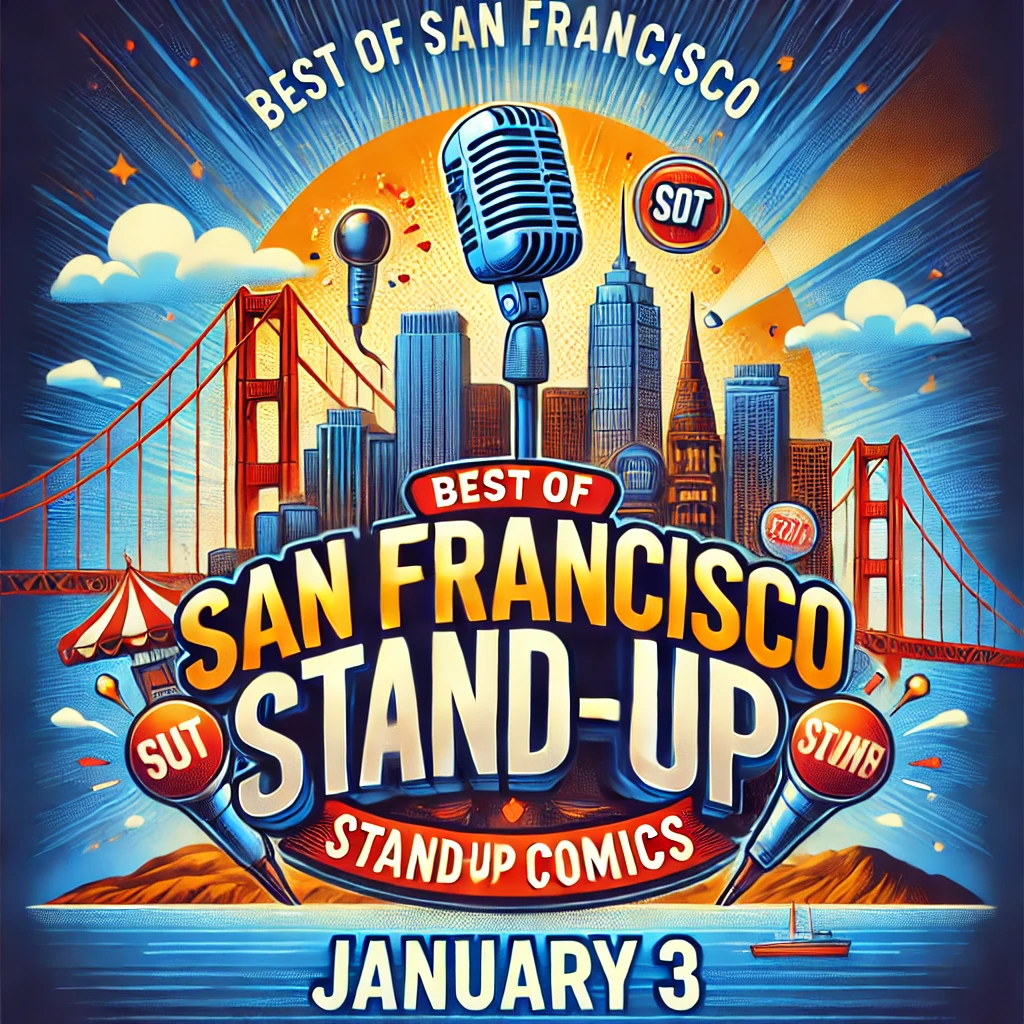 BEST OF SAN FRANCISCO
SOT
BEST OF
SAN FRANCISCO
STAND-UP
SUT
STAND-UP COMICS
JANUARY 3